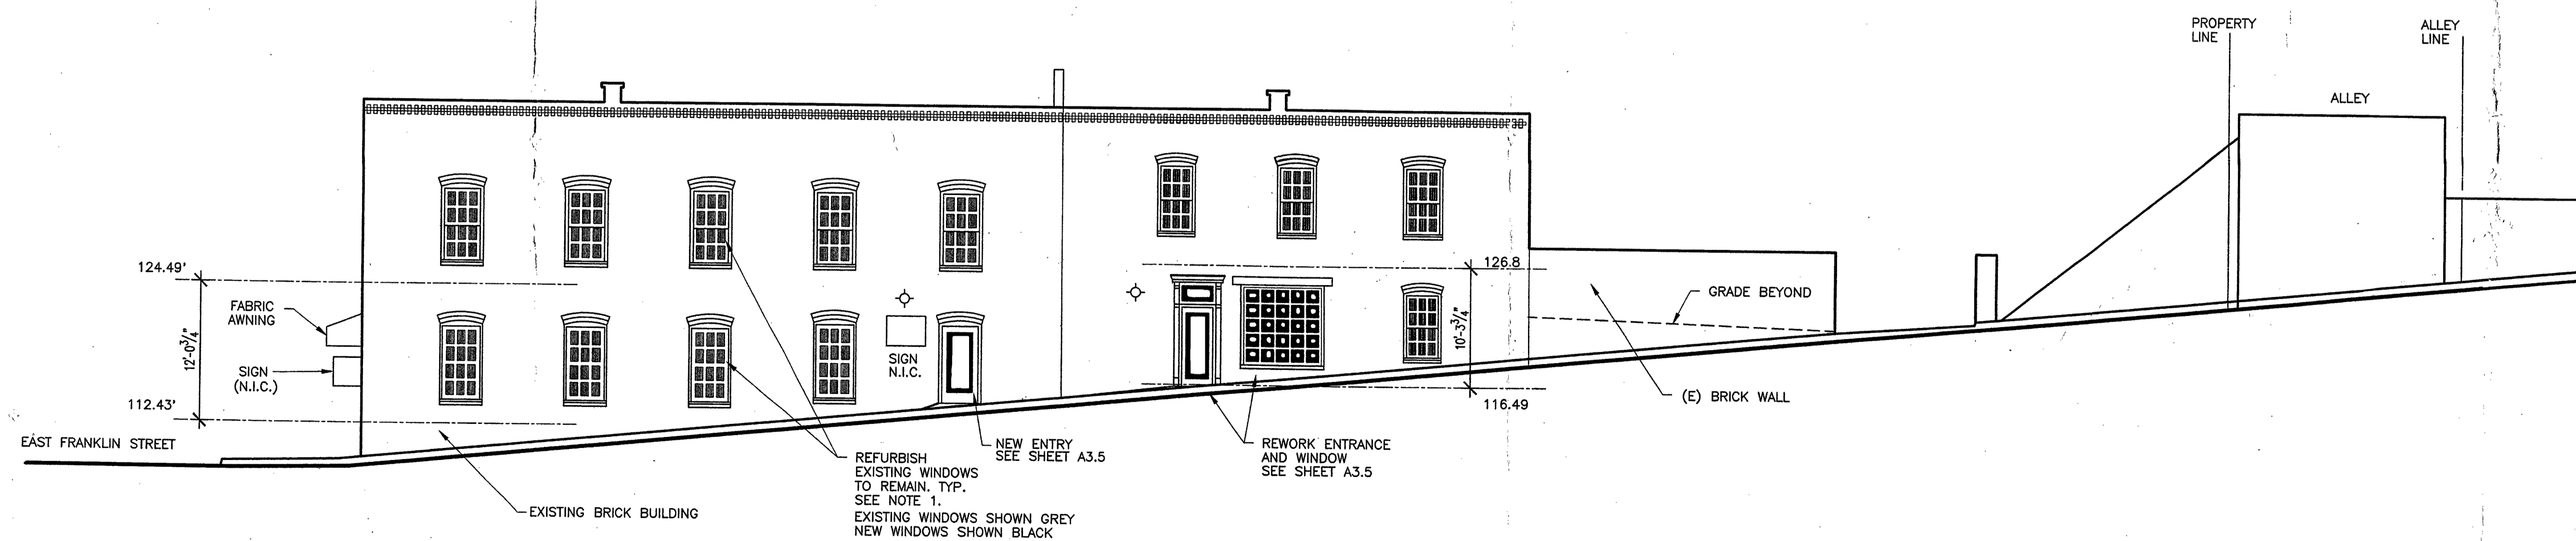 PROPERTY
LINE
ALLEY
LINE
ALLEY
124.49'
126.8
FABRIC
AWNING
12'-0 3/4"
SIGN
(N.I.C.)
SIGN
N.I.C.
10'-3 3/4"
GRADE BEYOND
112.43'
116.49
(E) BRICK WALL
EAST FRANKLIN STREET
NEW ENTRY
SEE SHEET A3.5
REWORK ENTRANCE
AND WINDOW
SEE SHEET A3.5
REFURBISH
EXISTING WINDOWS
TO REMAIN. TYP.
SEE NOTE 1.
EXISTING WINDOWS SHOWN GREY
NEW WINDOWS SHOWN BLACK
EXISTING BRICK BUILDING